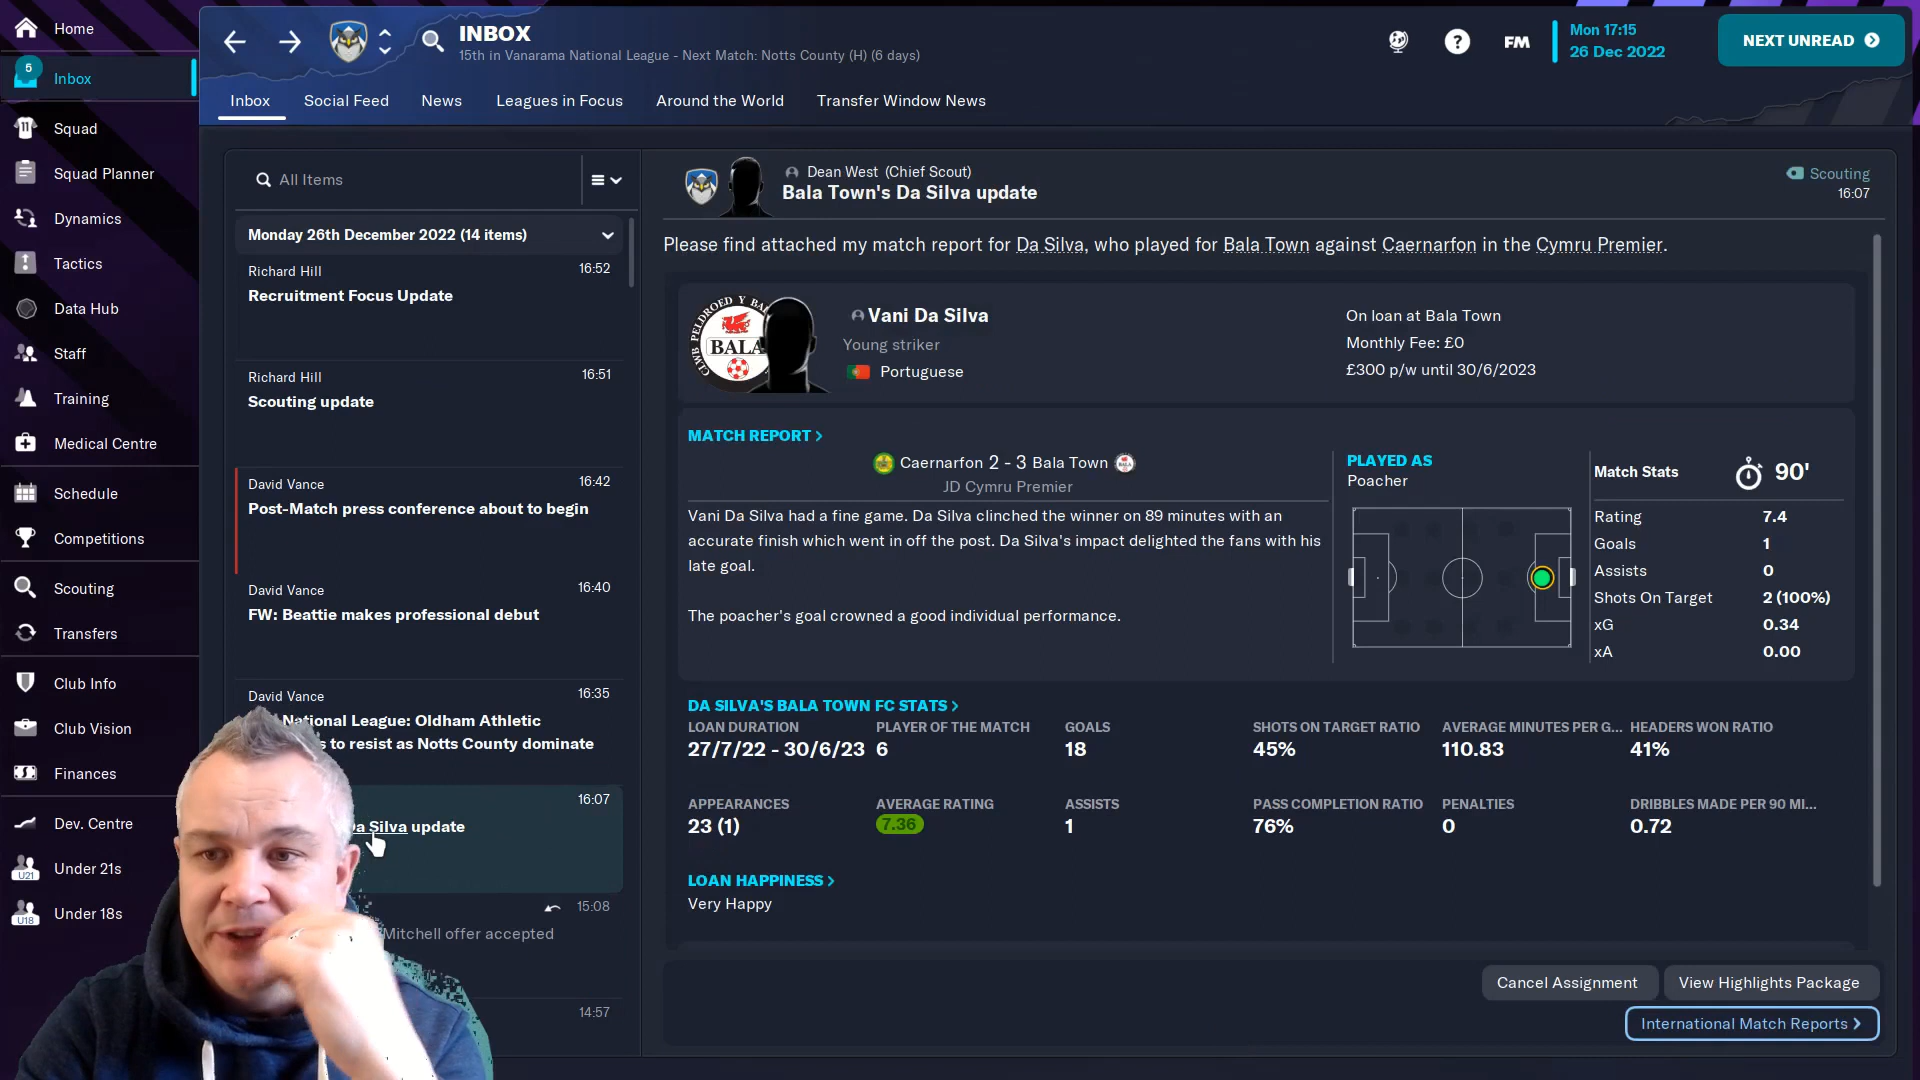 Home
5
Inbox
Squad
Squad Planner
Dynamics
Tactics
Data Hub
Staff
Training
Medical Centre
Schedule
Competitions
Scouting
Transfers
Club Info
Club Vision
Finances
Dev. Centre
U21
Under 21s
U18
Under 18s
INBOX
15th in Vanarama National League - Next Match: Notts County (H) (6 days)
?
FM
Mon 17:15
26 Dec 2022
NEXT UNREAD
Inbox
Social Feed
News
Leagues in Focus
Around the World
Transfer Window News
All Items
Monday 26th December 2022 (14 items)
Richard Hill
16:52
Recruitment Focus Update
Richard Hill
16:51
Scouting update
David Vance
16:42
Post-Match press conference about to begin
David Vance
16:40
FW: Beattie makes professional debut
David Vance
16:35
National League: Oldham Athletic
to resist as Notts County dominate
16:07
Da Silva update
15:08
Mitchell offer accepted
14:57
Dean West (Chief Scout)
Bala Town's Da Silva update
Scouting
16:07
Please find attached my match report for Da Silva, who played for Bala Town against Caernarfon in the Cymru Premier.
BALA
Vani Da Silva
Young striker
Portuguese
On loan at Bala Town
Monthly Fee: £0
£300 p/w until 30/6/2023
MATCH REPORT >
Caernarfon 2 - 3 Bala Town
JD Cymru Premier
Vani Da Silva had a fine game. Da Silva clinched the winner on 89 minutes with an
accurate finish which went in off the post. Da Silva's impact delighted the fans with his
late goal.
The poacher's goal crowned a good individual performance.
PLAYED AS
Poacher
Match Stats
90'
Rating 7.4
Goals 1
Assists 0
Shots On Target 2 (100%)
xG 0.34
xA 0.00
DA SILVA'S BALA TOWN FC STATS >
LOAN DURATION
27/7/22 - 30/6/23
PLAYER OF THE MATCH
6
GOALS
18
SHOTS ON TARGET RATIO
45%
AVERAGE MINUTES PER G...
110.83
HEADERS WON RATIO
41%
APPEARANCES
23 (1)
AVERAGE RATING
7.36
ASSISTS
1
PASS COMPLETION RATIO
76%
PENALTIES
0
DRIBBLES MADE PER 90 MI...
0.72
LOAN HAPPINESS >
Very Happy
Cancel Assignment
View Highlights Package
International Match Reports >